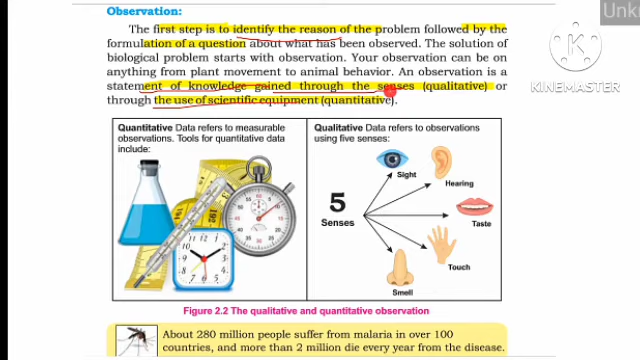 Observation:
The first step is to identify the reason of the problem followed by the
formulation of a question about what has been observed. The solution of
biological problem starts with observation. Your observation can be on
anything from plant movement to animal behavior. An observation is a
statement of knowledge gained through the senses (qualitative) or
through the use of scientific equipment (quantitative).
Unk
KINEMASTER
Quantitative Data refers to measurable
observations. Tools for quantitative data
include:
Qualitative Data refers to observations
using five senses:
5
Senses
Sight
Hearing
Taste
Touch
Smell
Figure 2.2 The qualitative and quantitative observation
About 280 million people suffer from malaria in over 100
countries, and more than 2 million die every year from the disease.